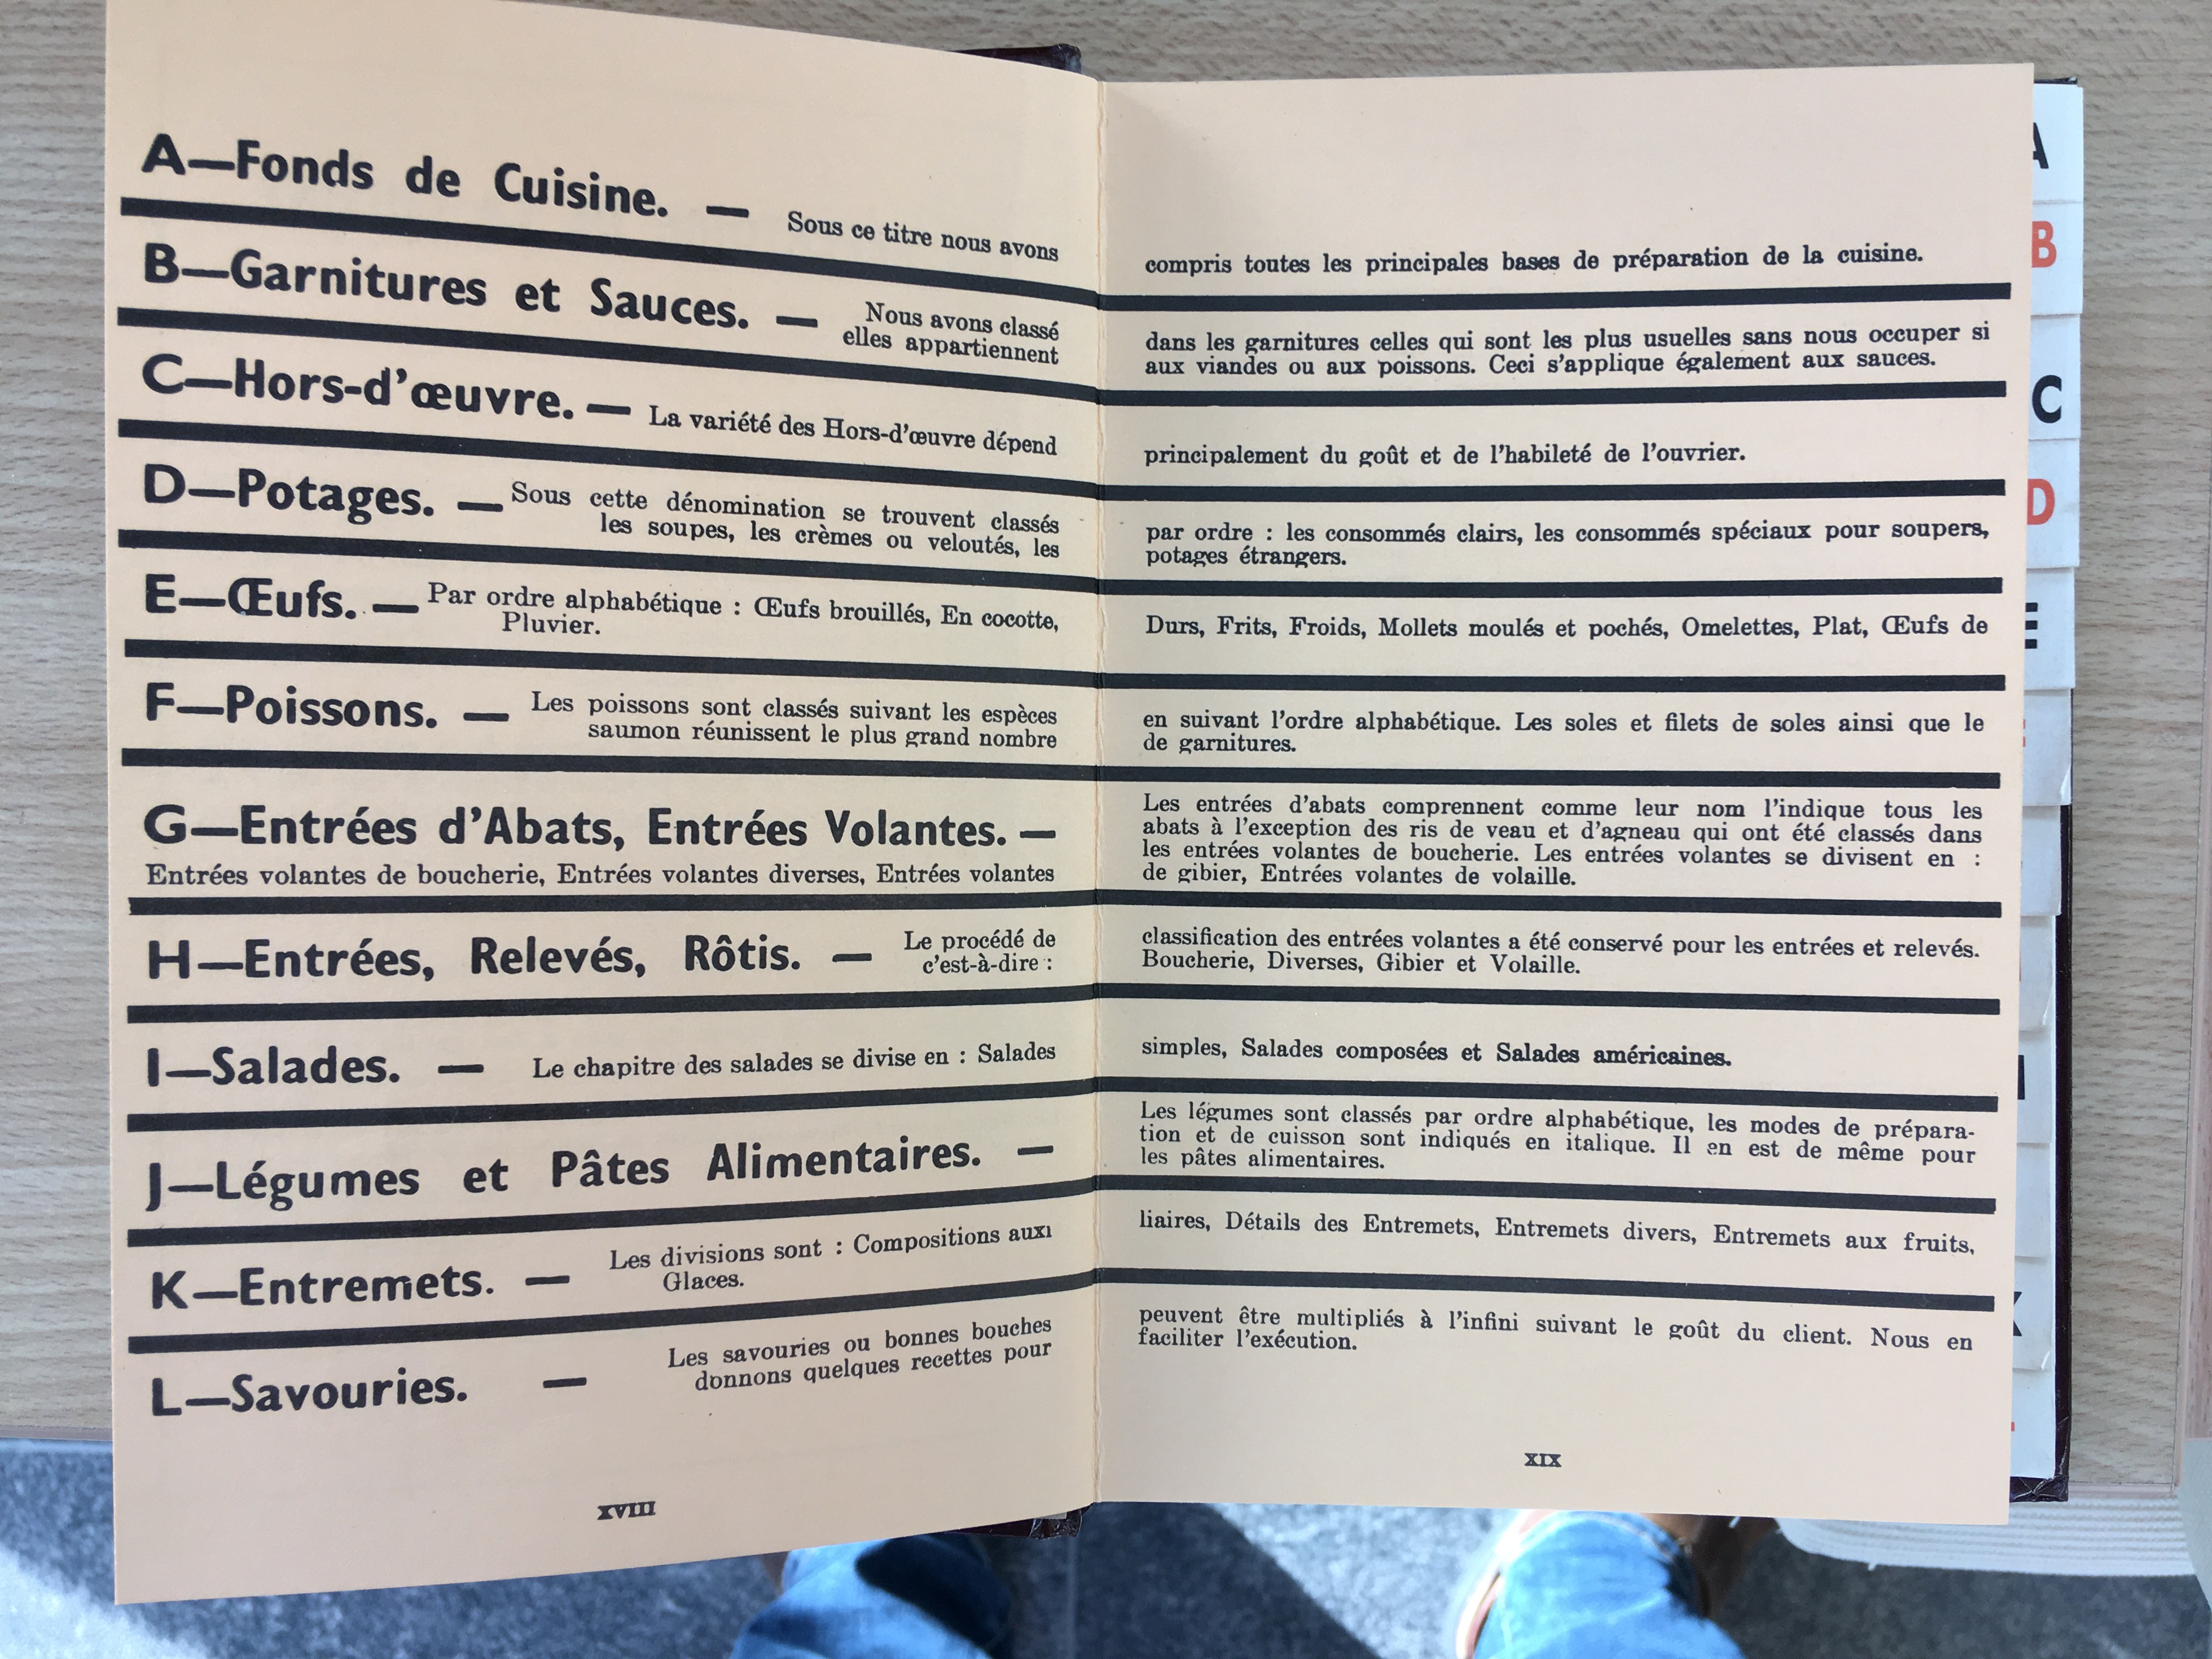 A—Fonds de Cuisine. — Sous ce titre nous avons compris toutes les principales bases de préparation de la cuisine.
B—Garnitures et Sauces. — Nous avons classé dans les garnitures celles qui sont les plus usuelles sans nous occuper si
elles appartiennent aux viandes ou aux poissons. Ceci s'applique également aux sauces.
C—Hors-d'œuvre. — La variété des Hors-d'œuvre dépend principalement du goût et de l'habileté de l'ouvrier.
D—Potages. — Sous cette dénomination se trouvent classés par ordre : les consommés clairs, les consommés spéciaux pour soupers,
les soupes, les crèmes ou veloutés, les potages étrangers.
E—Œufs. — Par ordre alphabétique : Œufs brouillés, En cocotte, Durs, Frits, Froids, Mollets moulés et pochés, Omelettes, Plat, Œufs de
Pluvier.
F—Poissons. — Les poissons sont classés suivant les espèces en suivant l'ordre alphabétique. Les soles et filets de soles ainsi que le
saumon réunissent le plus grand nombre de garnitures.
G—Entrées d'Abats, Entrées Volantes. — Les entrées d'abats comprennent comme leur nom l'indique tous les
abats à l'exception des ris de veau et d'agneau qui ont été classés dans
les entrées volantes de boucherie. Les entrées volantes se divisent en :
Entrées volantes de boucherie, Entrées volantes diverses, Entrées volantes de gibier, Entrées volantes de volaille.
H—Entrées, Relevés, Rôtis. — Le procédé de classification des entrées volantes a été conservé pour les entrées et relevés.
c'est-à-dire : Boucherie, Diverses, Gibier et Volaille.
I—Salades. — Le chapitre des salades se divise en : Salades simples, Salades composées et Salades américaines.
J—Légumes et Pâtes Alimentaires. — Les légumes sont classés par ordre alphabétique, les modes de prépara-
tion et de cuisson sont indiqués en italique. Il en est de même pour
les pâtes alimentaires.
K—Entremets. — Les divisions sont : Compositions auxiliaires, Détails des Entremets, Entremets divers, Entremets aux fruits,
Glaces.
L—Savouries. — Les savouries ou bonnes bouches peuvent être multipliés à l'infini suivant le goût du client. Nous en
donnons quelques recettes pour faciliter l'exécution.
XVIII
XIX
A
B
C
D
E